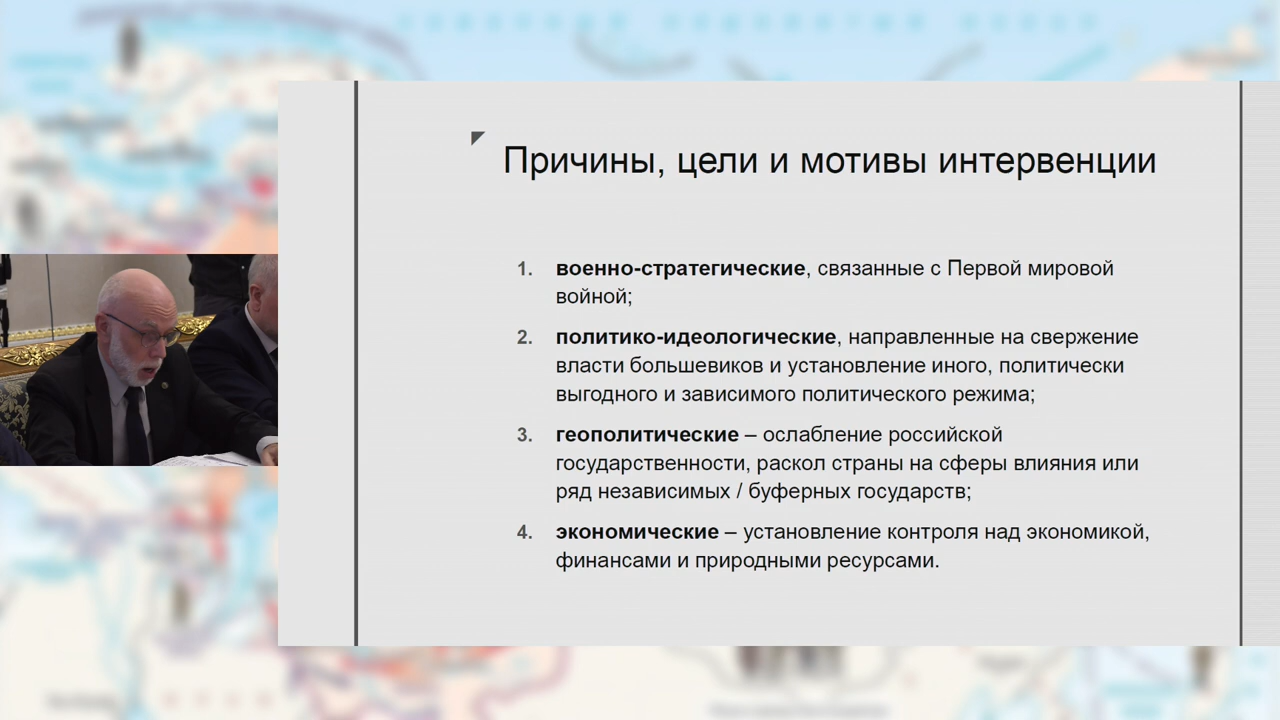 Причины, цели и мотивы интервенции
1. военно-стратегические, связанные с Первой мировой
войной;
2. политико-идеологические, направленные на свержение
власти большевиков и установление иного, политически
выгодного и зависимого политического режима;
3. геополитические – ослабление российской
государственности, раскол страны на сферы влияния или
ряд независимых / буферных государств;
4. экономические – установление контроля над экономикой,
финансами и природными ресурсами.